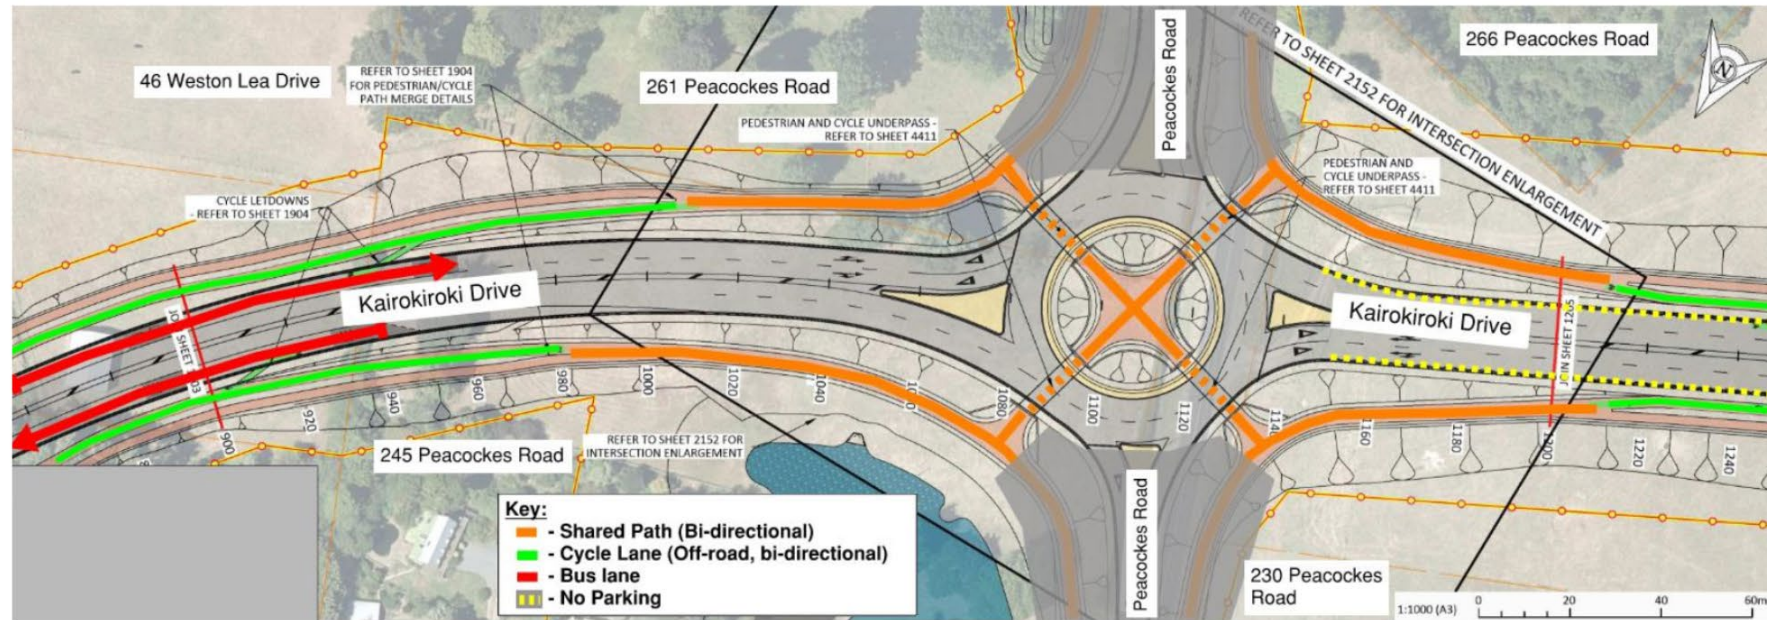 46 Weston Lea Drive
REFER TO SHEET 1904
FOR PEDESTRIAN/CYCLE
PATH MERGE DETAILS
261 Peacockes Road
PEDESTRIAN AND CYCLE UNDERPASS -
REFER TO SHEET 4411
Peacockes Road
REFER TO SHEET 2152 FOR INTERSECTION ENLARGEMENT
266 Peacockes Road
N
CYCLE LETDOWNS
- REFER TO SHEET 1904
PEDESTRIAN AND
CYCLE UNDERPASS -
REFER TO SHEET 4411
Kairokiroki Drive
Kairokiroki Drive
SHEET
JOIN SHEET 1205
900
920
940
960
980
1000
1020
1040
1080
1100
1120
1140
1160
1180
1200
1220
1240
245 Peacockes Road
REFER TO SHEET 2152 FOR
INTERSECTION ENLARGEMENT
Peacockes Road
230 Peacockes
Road
Key:
- Shared Path (Bi-directional)
- Cycle Lane (Off-road, bi-directional)
- Bus lane
- No Parking
1:1000 (A3)
0 20 40 60m